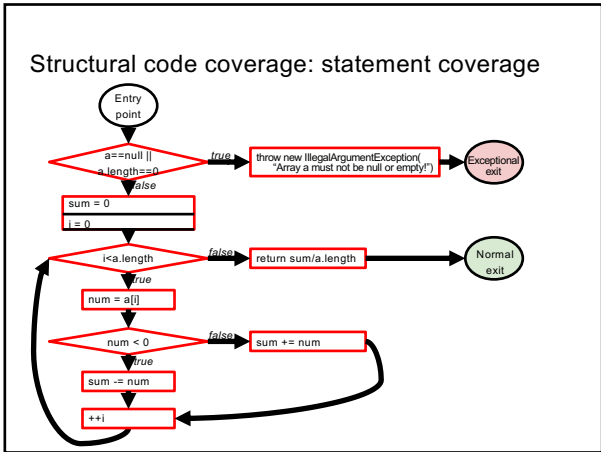 Structural code coverage: statement coverage
Entry
point
a==null ||
a.length==0
true
throw new IllegalArgumentException(
"Array a must not be null or empty!")
Exceptional
exit
false
sum = 0
i = 0
i<a.length
false
return sum/a.length
Normal
exit
true
num = a[i]
num < 0
false
sum += num
true
sum -= num
++i